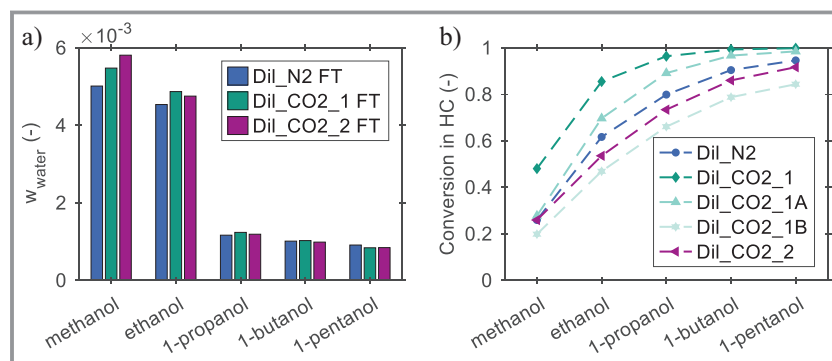 a)
×10⁻³
6
4
2
0
w_water (-)
Dil_N2 FT
Dil_CO2_1 FT
Dil_CO2_2 FT
methanol
ethanol
1-propanol
1-butanol
1-pentanol
b)
1
0.8
0.6
0.4
0.2
0
Conversion in HC (-)
Dil_N2
Dil_CO2_1
Dil_CO2_1A
Dil_CO2_1B
Dil_CO2_2
methanol
ethanol
1-propanol
1-butanol
1-pentanol